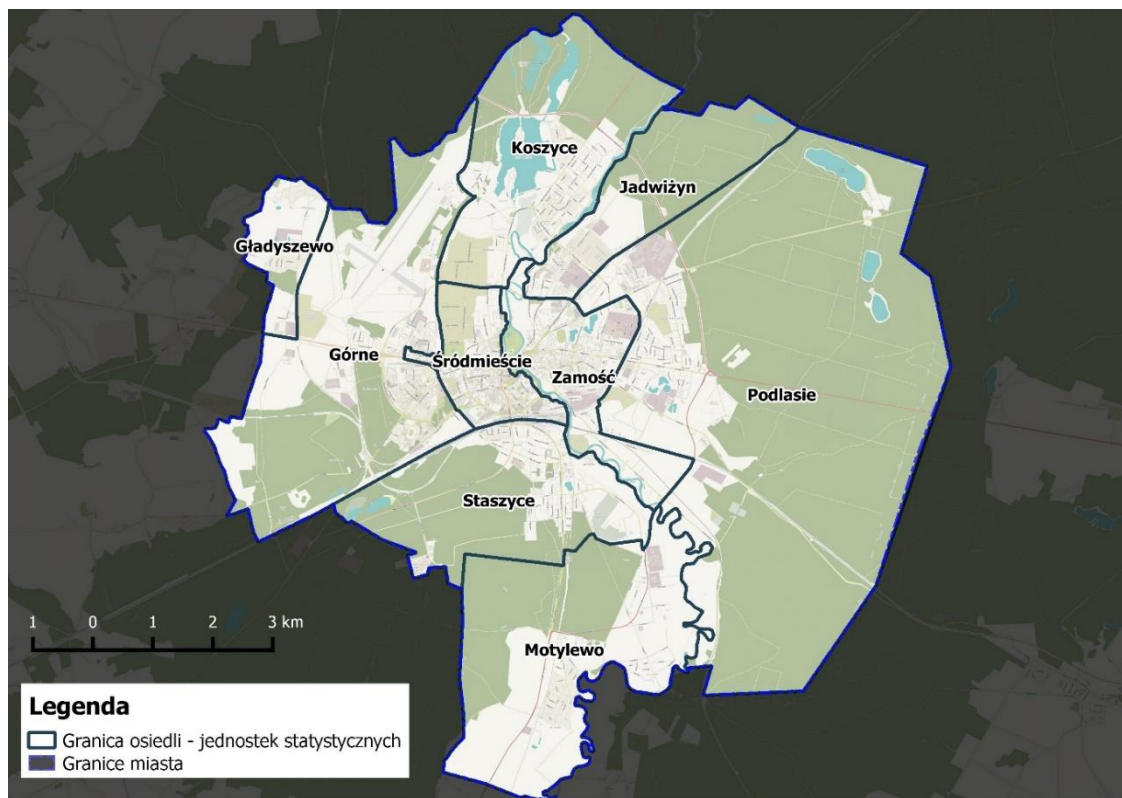 Koszyce
Jadwiżyn
Gładyszewo
Górne
Śródmieście
Zamość
Podlasie
Staszyce
Motylewo
1 0 1 2 3 km
Legenda
Granica osiedli - jednostek statystycznych
Granice miasta